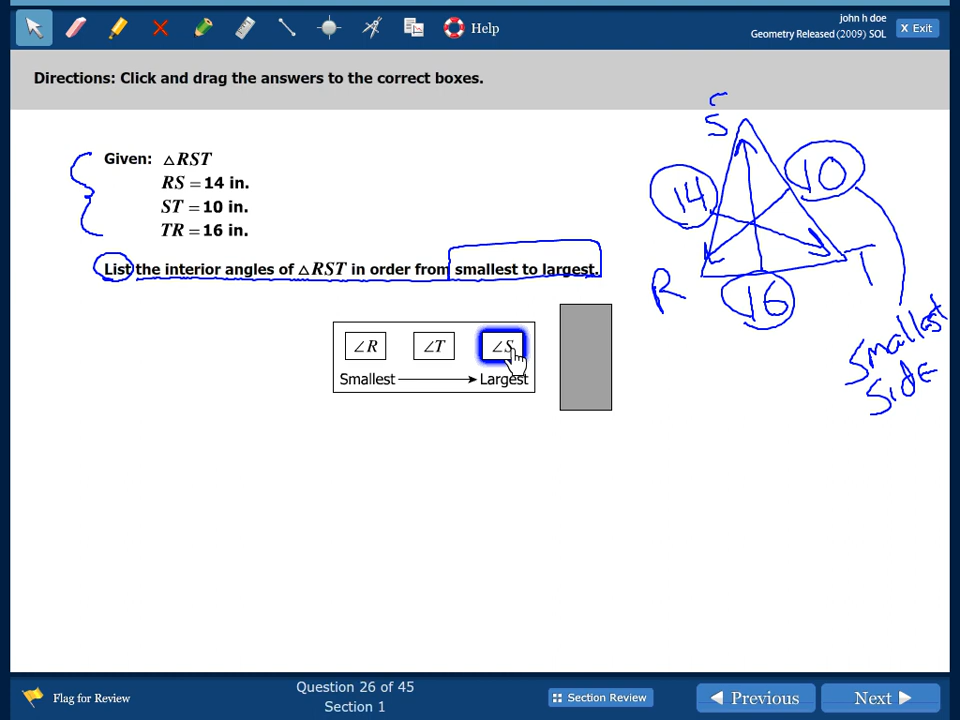 john h doe
Help
Geometry Released (2009) SOL
X Exit
Directions: Click and drag the answers to the correct boxes.
Given: △RST
RS = 14 in.
ST = 10 in.
TR = 16 in.
List the interior angles of △RST in order from smallest to largest.
S
14
10
R
T
16
Smallest
Side
∠R ∠T ∠S
Smallest Largest
Flag for Review
Question 26 of 45
Section 1
Section Review
Previous
Next